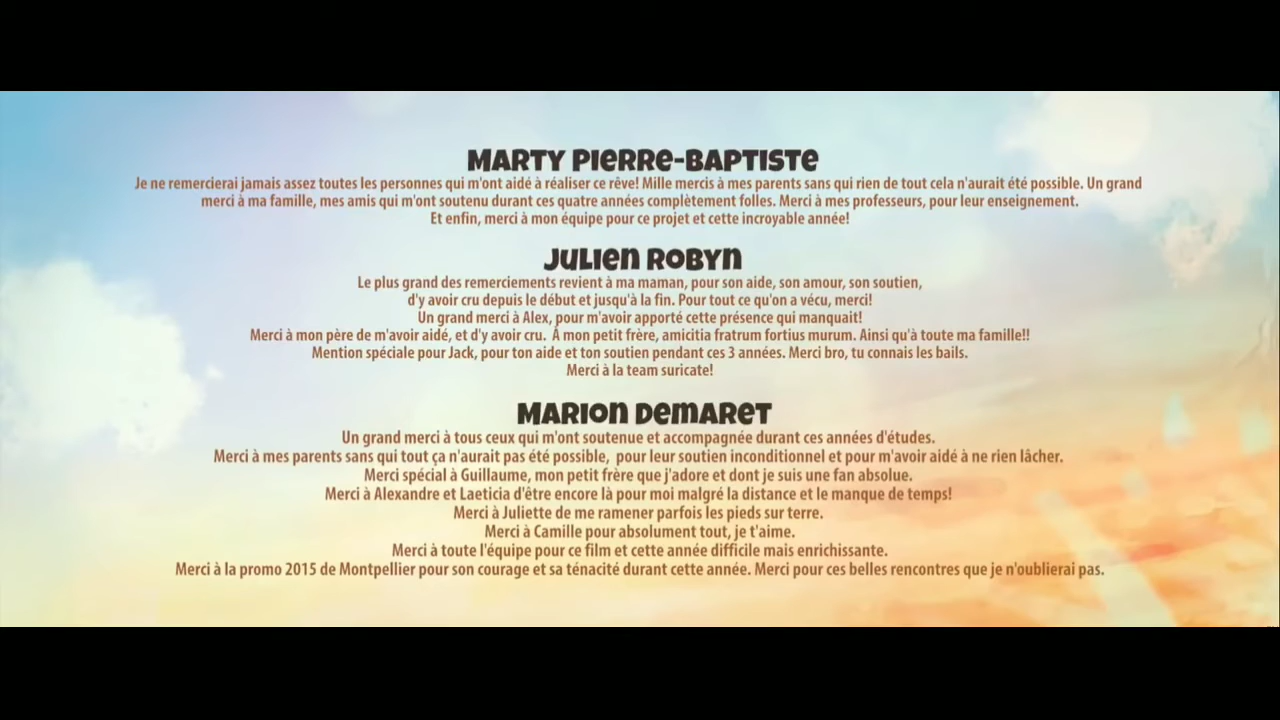 MARTY PIERRE-BAPTISTE
Je ne remercierai jamais assez toutes les personnes qui m'ont aidé à réaliser ce rêve! Mille mercis à mes parents sans qui rien de tout cela n'aurait été possible. Un grand
merci à ma famille, mes amis qui m'ont soutenu durant ces quatre années complètement folles. Merci à mes professeurs, pour leur enseignement.
Et enfin, merci à mon équipe pour ce projet et cette incroyable année!
JULIEN ROBYN
Le plus grand des remerciements revient à ma maman, pour son aide, son amour, son soutien,
d'y avoir cru depuis le début et jusqu'à la fin. Pour tout ce qu'on a vécu, merci!
Un grand merci à Alex, pour m'avoir apporté cette présence qui manquait!
Merci à mon père de m'avoir aidé, et d'y avoir cru. À mon petit frère, amicitia fratrum fortius murum. Ainsi qu'à toute ma famille!!
Mention spéciale pour Jack, pour ton aide et ton soutien pendant ces 3 années. Merci bro, tu connais les bails.
Merci à la team suricate!
MARION DEMARET
Un grand merci à tous ceux qui m'ont soutenue et accompagnée durant ces années d'études.
Merci à mes parents sans qui tout ça n'aurait pas été possible, pour leur soutien inconditionnel et pour m'avoir aidé à ne rien lâcher.
Merci spécial à Guillaume, mon petit frère que j'adore et dont je suis une fan absolue.
Merci à Alexandre et Laeticia d'être encore là pour moi malgré la distance et le manque de temps!
Merci à Juliette de me ramener parfois les pieds sur terre.
Merci à Camille pour absolument tout, je t'aime.
Merci à toute l'équipe pour ce film et cette année difficile mais enrichissante.
Merci à la promo 2015 de Montpellier pour son courage et sa ténacité durant cette année. Merci pour ces belles rencontres que je n'oublierai pas.